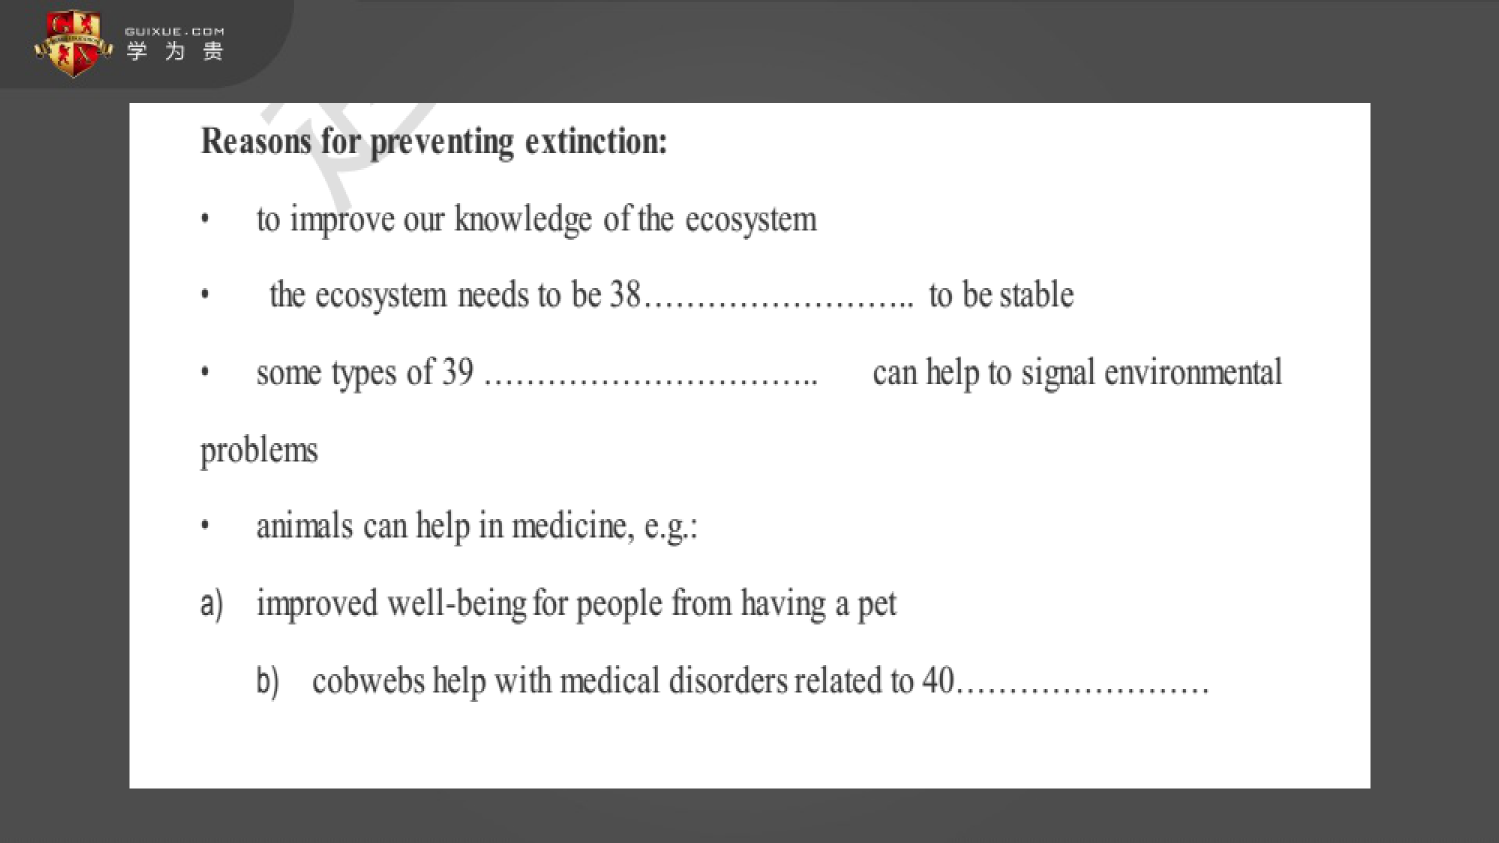 GUIXUE.COM
学为贵
Reasons for preventing extinction:
• to improve our knowledge of the ecosystem
• the ecosystem needs to be 38…………………….. to be stable
• some types of 39 ………………………….. can help to signal environmental
problems
• animals can help in medicine, e.g.:
a) improved well-being for people from having a pet
b) cobwebs help with medical disorders related to 40……………………